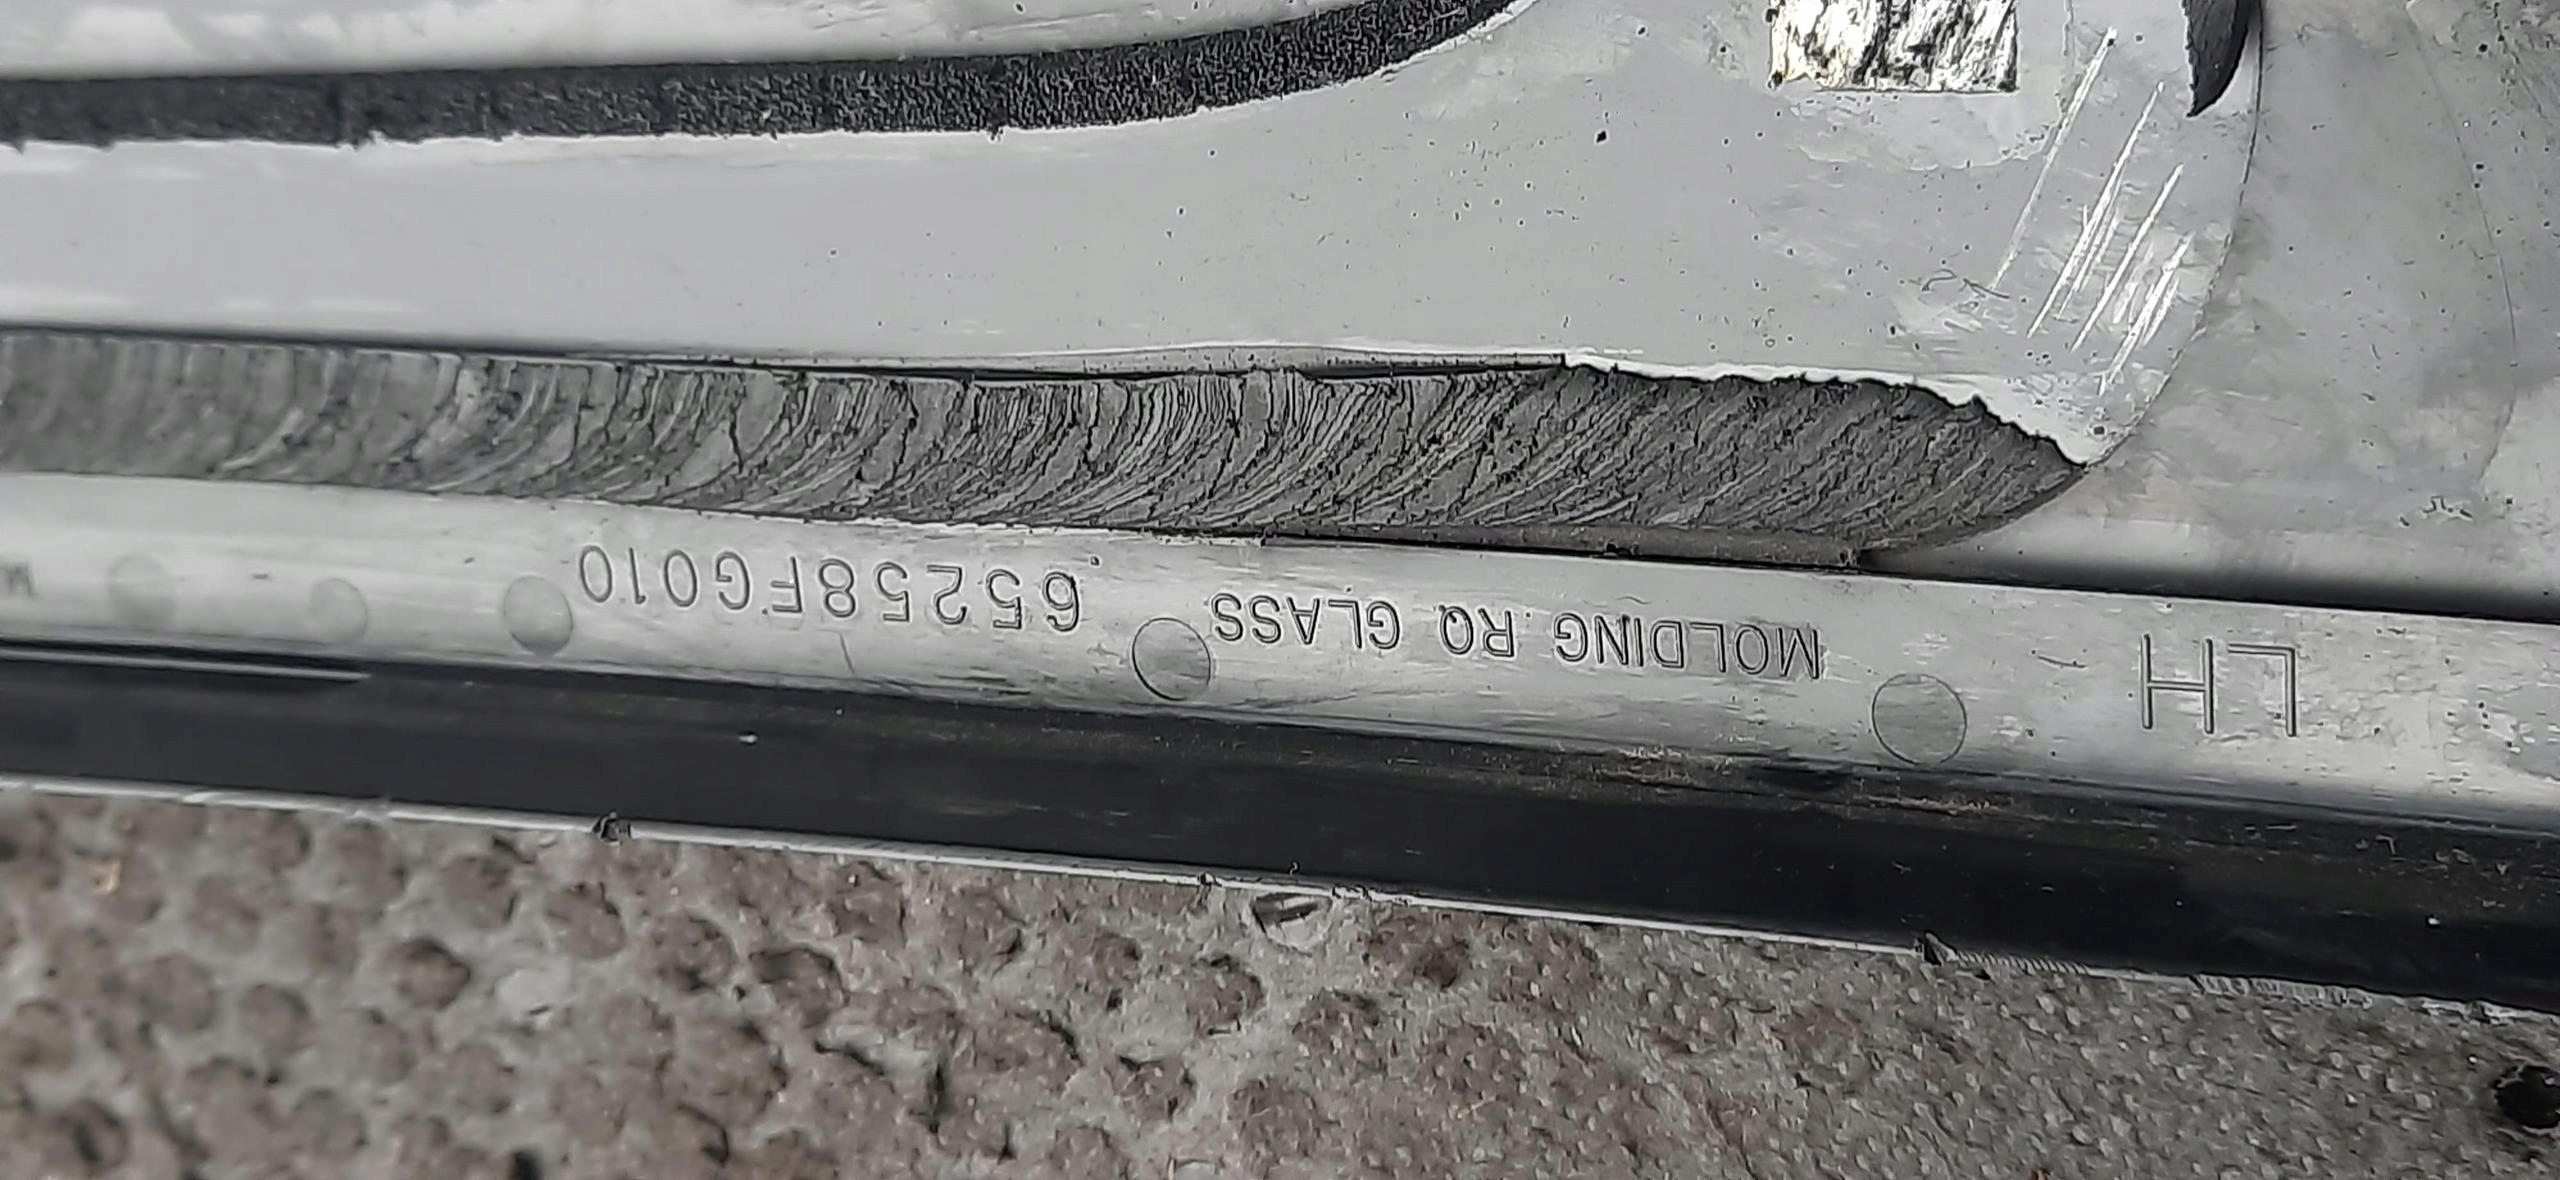 LH MOLDING RQ GLASS 65258FG010